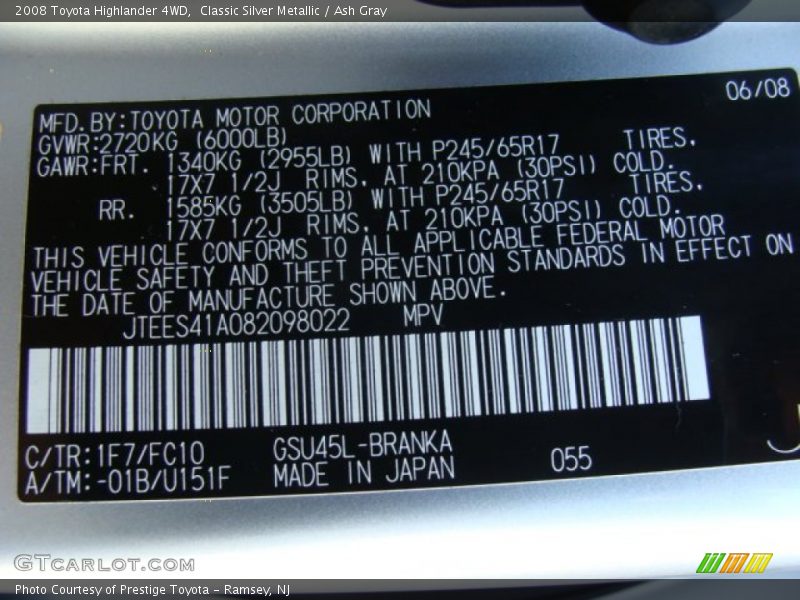 2008 Toyota Highlander 4WD,  Classic Silver Metallic / Ash Gray
06/08
MFD.BY:TOYOTA MOTOR CORPORATION
GVWR:2720KG (6000LB)
GAWR:FRT. 1340KG (2955LB) WITH P245/65R17 TIRES,
17X7 1/2J RIMS, AT 210KPA (30PSI) COLD.
RR. 1585KG (3505LB) WITH P245/65R17 TIRES,
17X7 1/2J RIMS, AT 210KPA (30PSI) COLD.
THIS VEHICLE CONFORMS TO ALL APPLICABLE FEDERAL MOTOR
VEHICLE SAFETY AND THEFT PREVENTION STANDARDS IN EFFECT ON
THE DATE OF MANUFACTURE SHOWN ABOVE.
JTEES41A082098022 MPV
C/TR:1F7/FC10 GSU45L-BRANKA
A/TM:-01B/U151F MADE IN JAPAN 055
GTCARLOT.COM
Photo Courtesy of Prestige Toyota - Ramsey, NJ